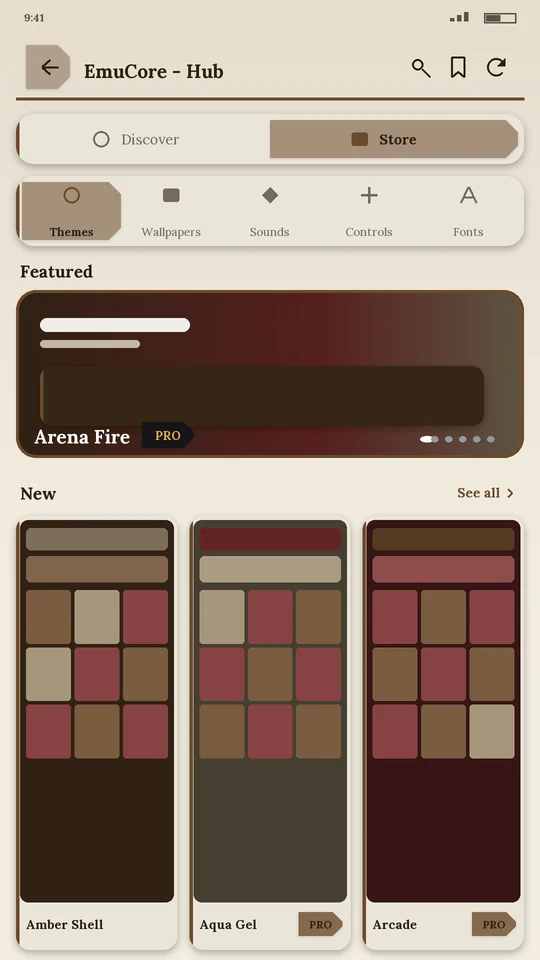 9:41
EmuCore - Hub
Discover
Store
Themes
Wallpapers
Sounds
Controls
Fonts
Featured
Arena Fire
PRO
New
See all
Amber Shell
Aqua Gel
PRO
Arcade
PRO